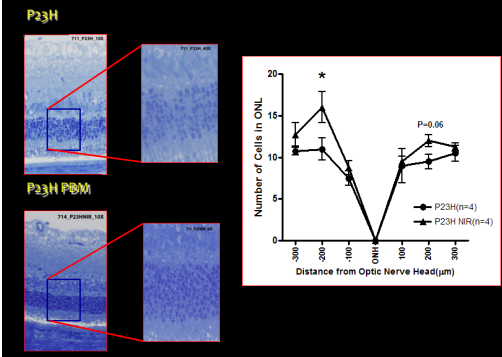 P23H
711_P23H_10X
711_P23H_40X
P23H PBM
714_P23HNIR_10X
20
15
10
5
0
Number of Cells in ONL
*
P=0.06
P23H(n=4)
P23H NIR(n=4)
-300
-200
-100
ONH
100
200
300
Distance from Optic Nerve Head(μm)